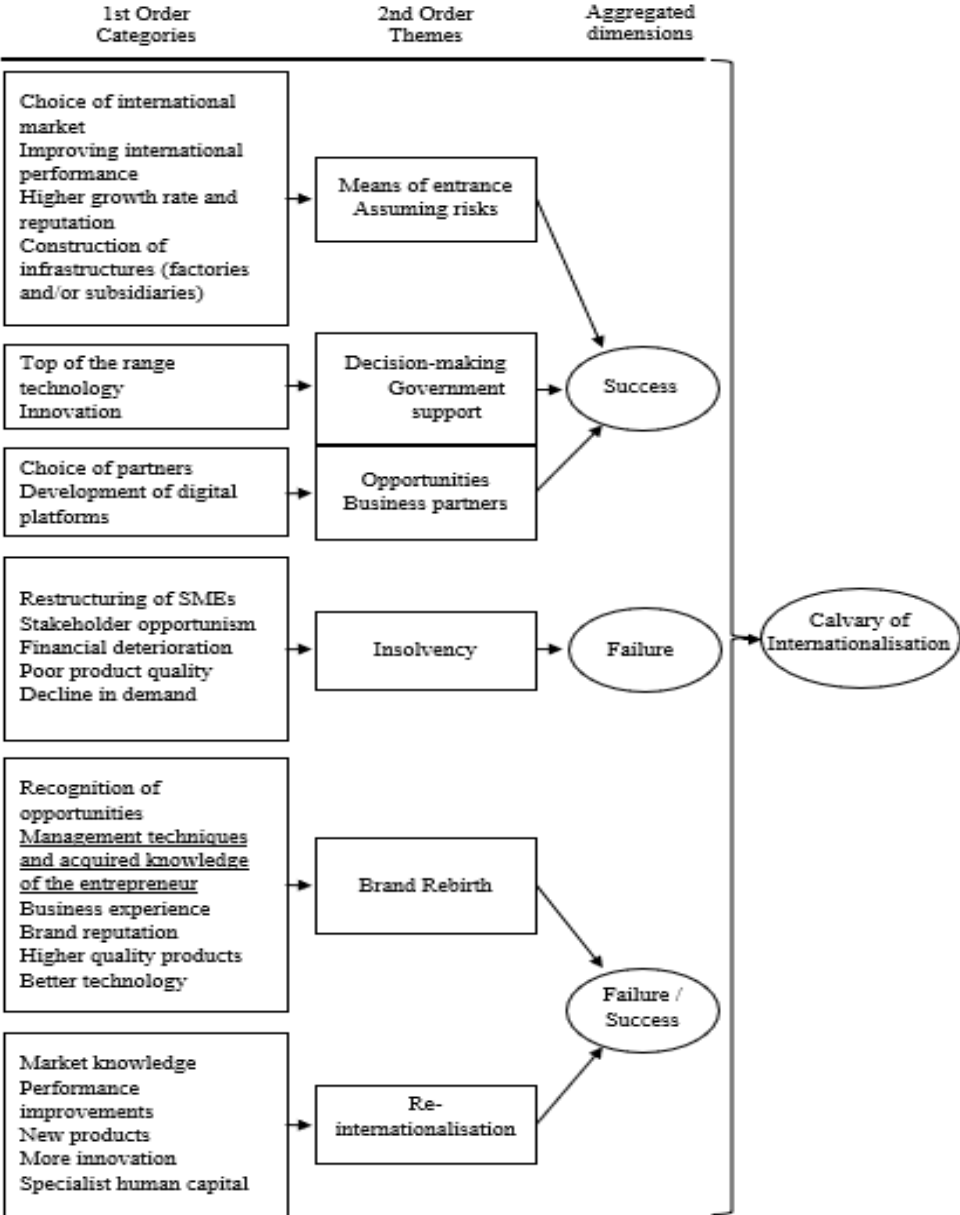 1st Order
Categories
2nd Order
Themes
Aggregated
dimensions
Choice of international
market
Improving international
performance
Higher growth rate and
reputation
Construction of
infrastructures (factories
and/or subsidiaries)
Means of entrance
Assuming risks
Top of the range
technology
Innovation
Decision-making
Government
support
Success
Choice of partners
Development of digital
platforms
Opportunities
Business partners
Restructuring of SMEs
Stakeholder opportunism
Financial deterioration
Poor product quality
Decline in demand
Insolvency
Failure
Calvary of
Internationalisation
Recognition of
opportunities
Management techniques
and acquired knowledge
of the entrepreneur
Business experience
Brand reputation
Higher quality products
Better technology
Brand Rebirth
Failure /
Success
Market knowledge
Performance
improvements
New products
More innovation
Specialist human capital
Re-
internationalisation